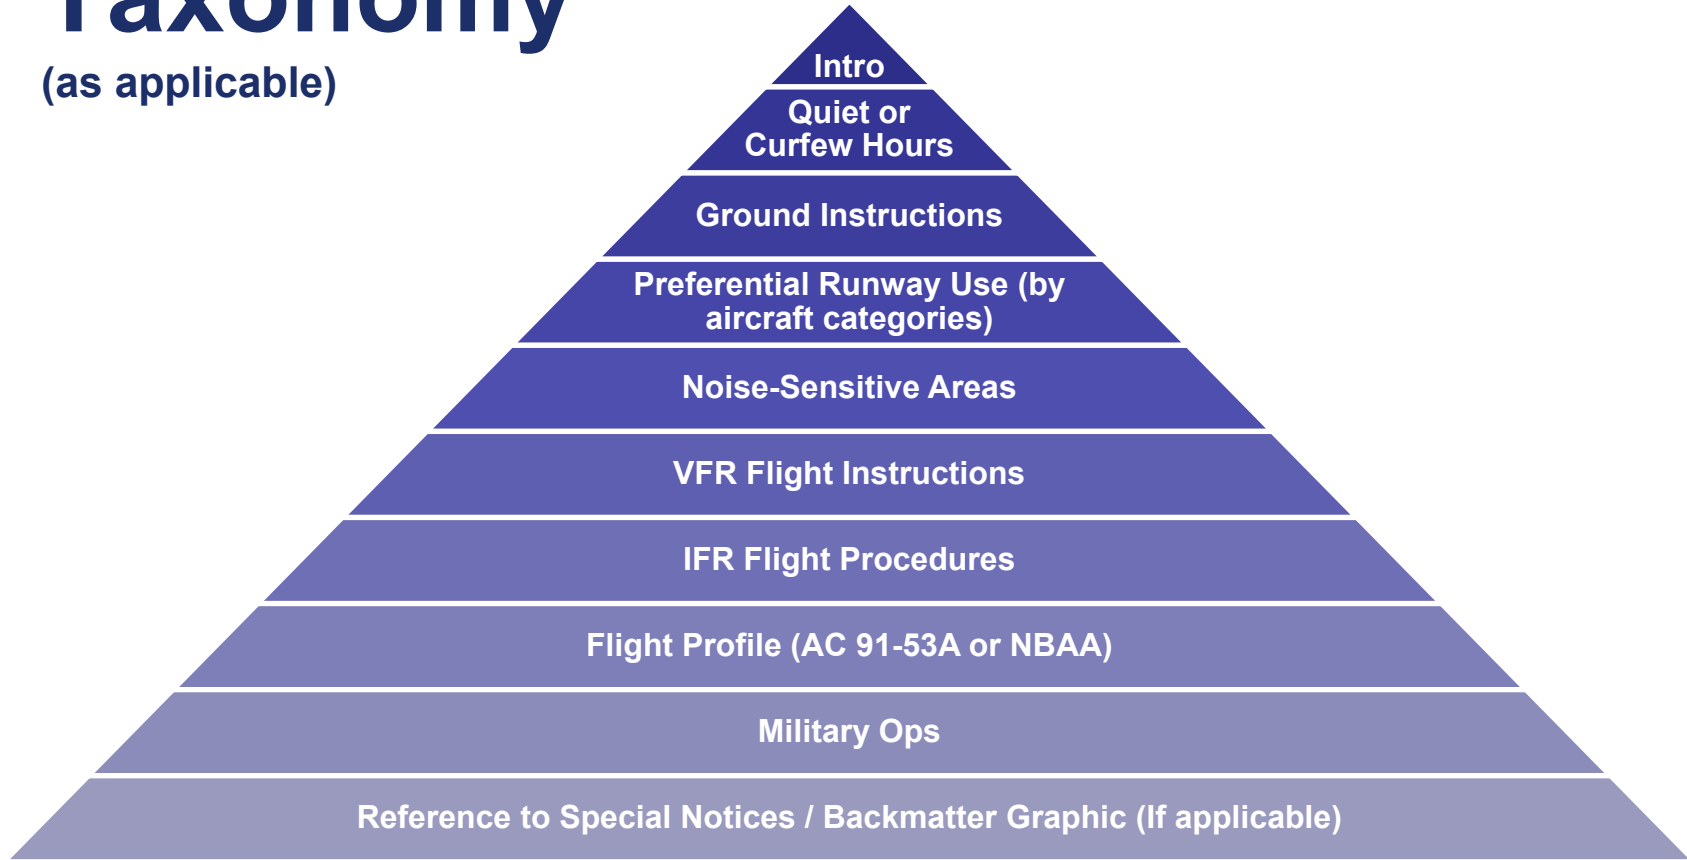 Taxonomy
(as applicable)
Intro
Quiet or
Curfew Hours
Ground Instructions
Preferential Runway Use (by
aircraft categories)
Noise-Sensitive Areas
VFR Flight Instructions
IFR Flight Procedures
Flight Profile (AC 91-53A or NBAA)
Military Ops
Reference to Special Notices / Backmatter Graphic (If applicable)